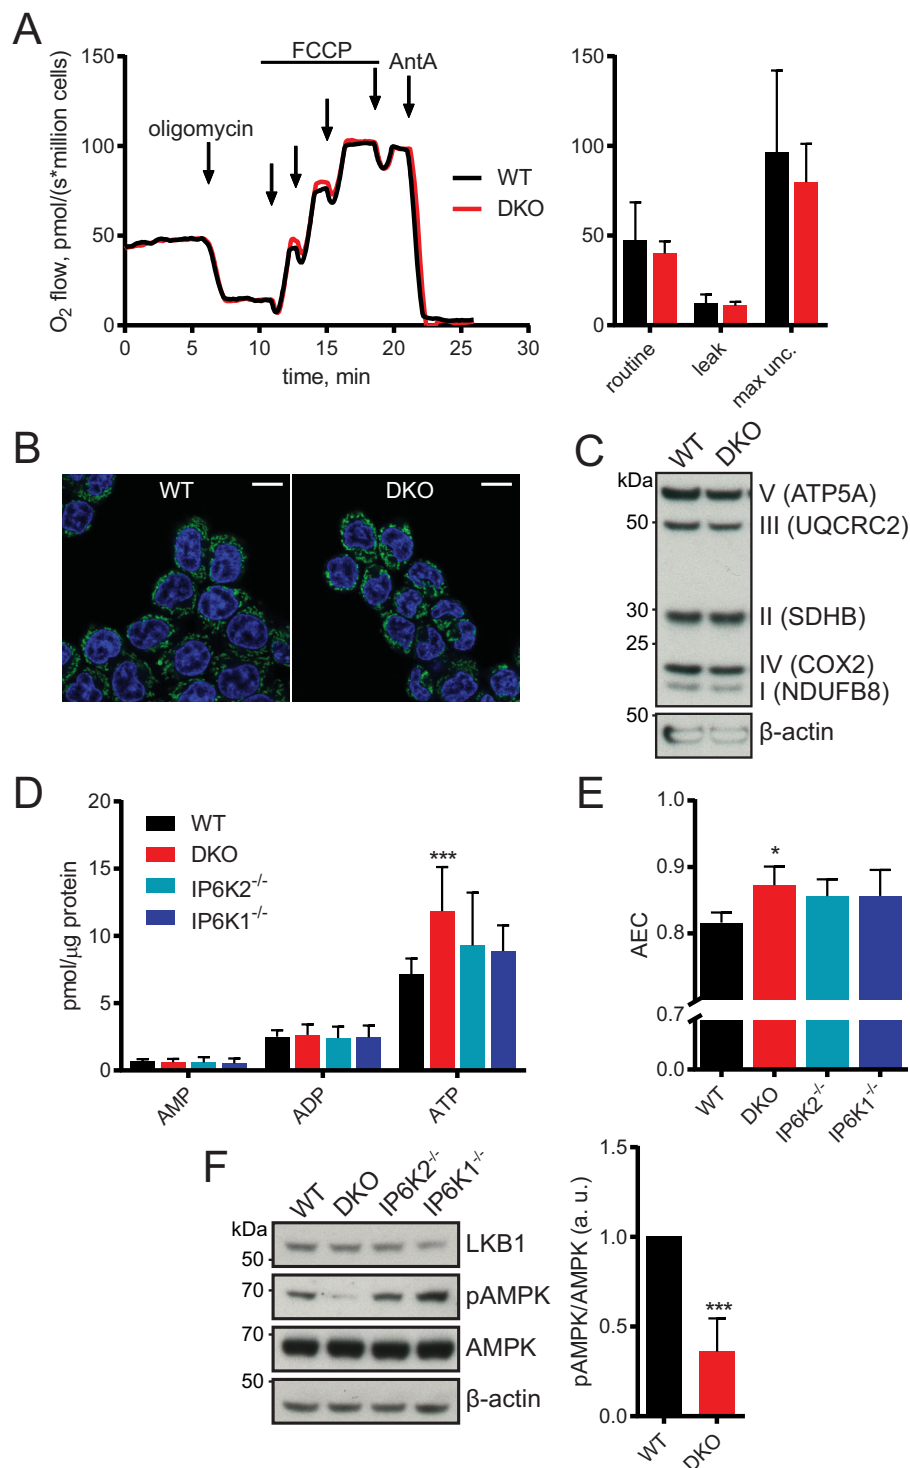 A
O2 flow, pmol/(s*million cells)
150
100
50
0
oligomycin
FCCP
AntA
WT
DKO
0 5 10 15 20 25 30
time, min
150
100
50
0
routine
leak
max unc.
B
WT
DKO
C
WT
DKO
kDa
50
30
25
50
V (ATP5A)
III (UQCRC2)
II (SDHB)
IV (COX2)
I (NDUFB8)
β-actin
D
pmol/µg protein
20
15
10
5
0
WT
DKO
IP6K2-/-
IP6K1-/-
***
AMP
ADP
ATP
E
AEC
1.0
0.9
0.8
0.7
0.0
*
WT
DKO
IP6K2-/-
IP6K1-/-
F
WT
DKO
IP6K2-/-
IP6K1-/-
kDa
50
70
70
50
LKB1
pAMPK
AMPK
β-actin
pAMPK/AMPK (a. u.)
1.5
1.0
0.5
0.0
***
WT
DKO